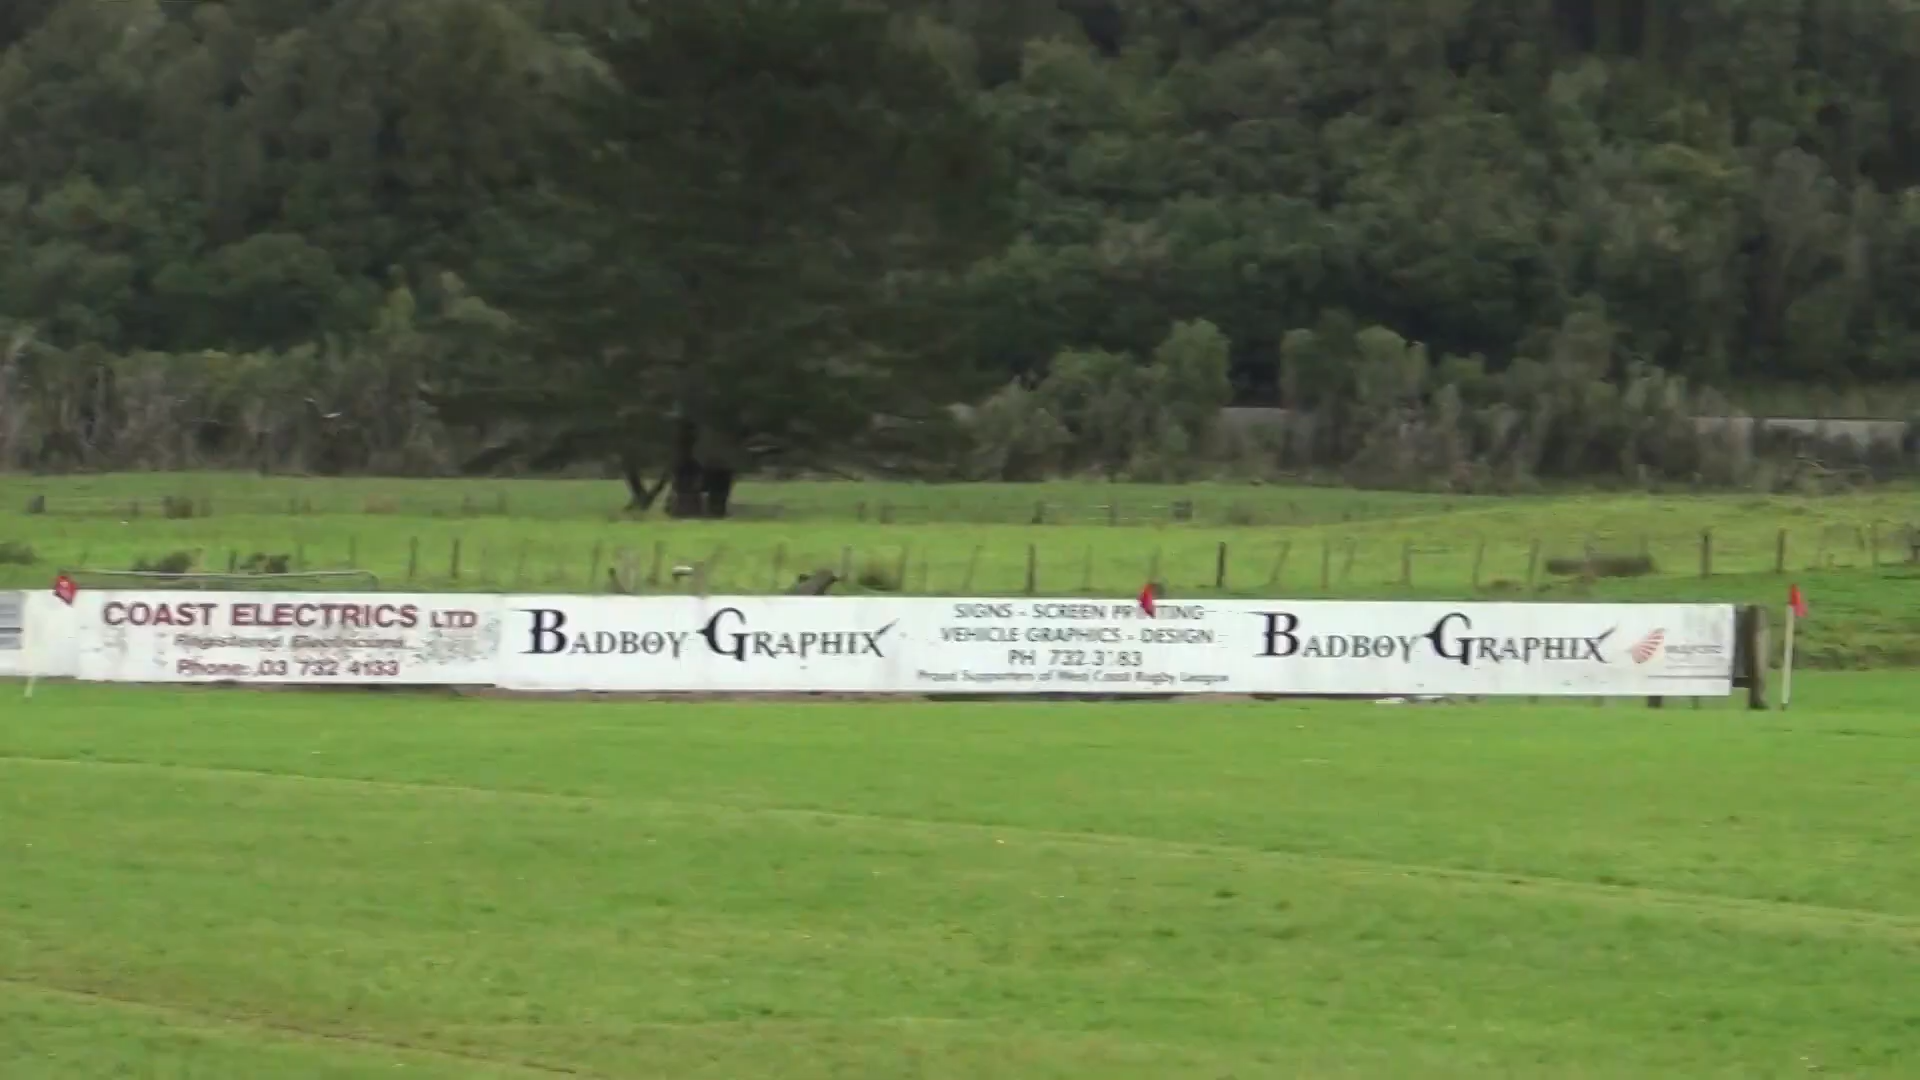 COAST ELECTRICS LTD
Registered Electricians
Phone: 03 732 4133
BADBOY GRAPHIX
SIGNS - SCREEN PRINTING
VEHICLE GRAPHICS - DESIGN
PH 732 3183
Proud Supporters of West Coast Rugby League
BADBOY GRAPHIX